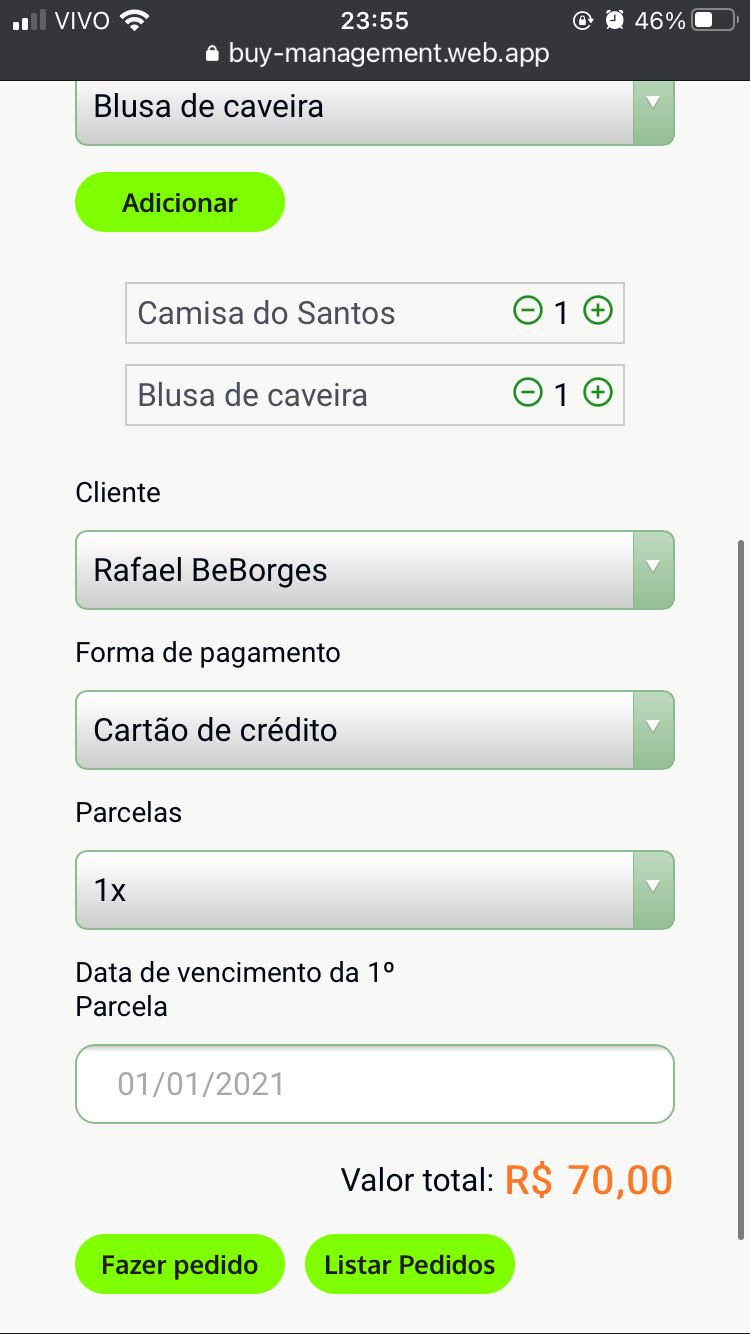 VIVO 23:55 46%
buy-management.web.app
Blusa de caveira
Adicionar
Camisa do Santos 1
Blusa de caveira 1
Cliente
Rafael BeBorges
Forma de pagamento
Cartão de crédito
Parcelas
1x
Data de vencimento da 1º
Parcela
01/01/2021
Valor total: R$ 70,00
Fazer pedido Listar Pedidos